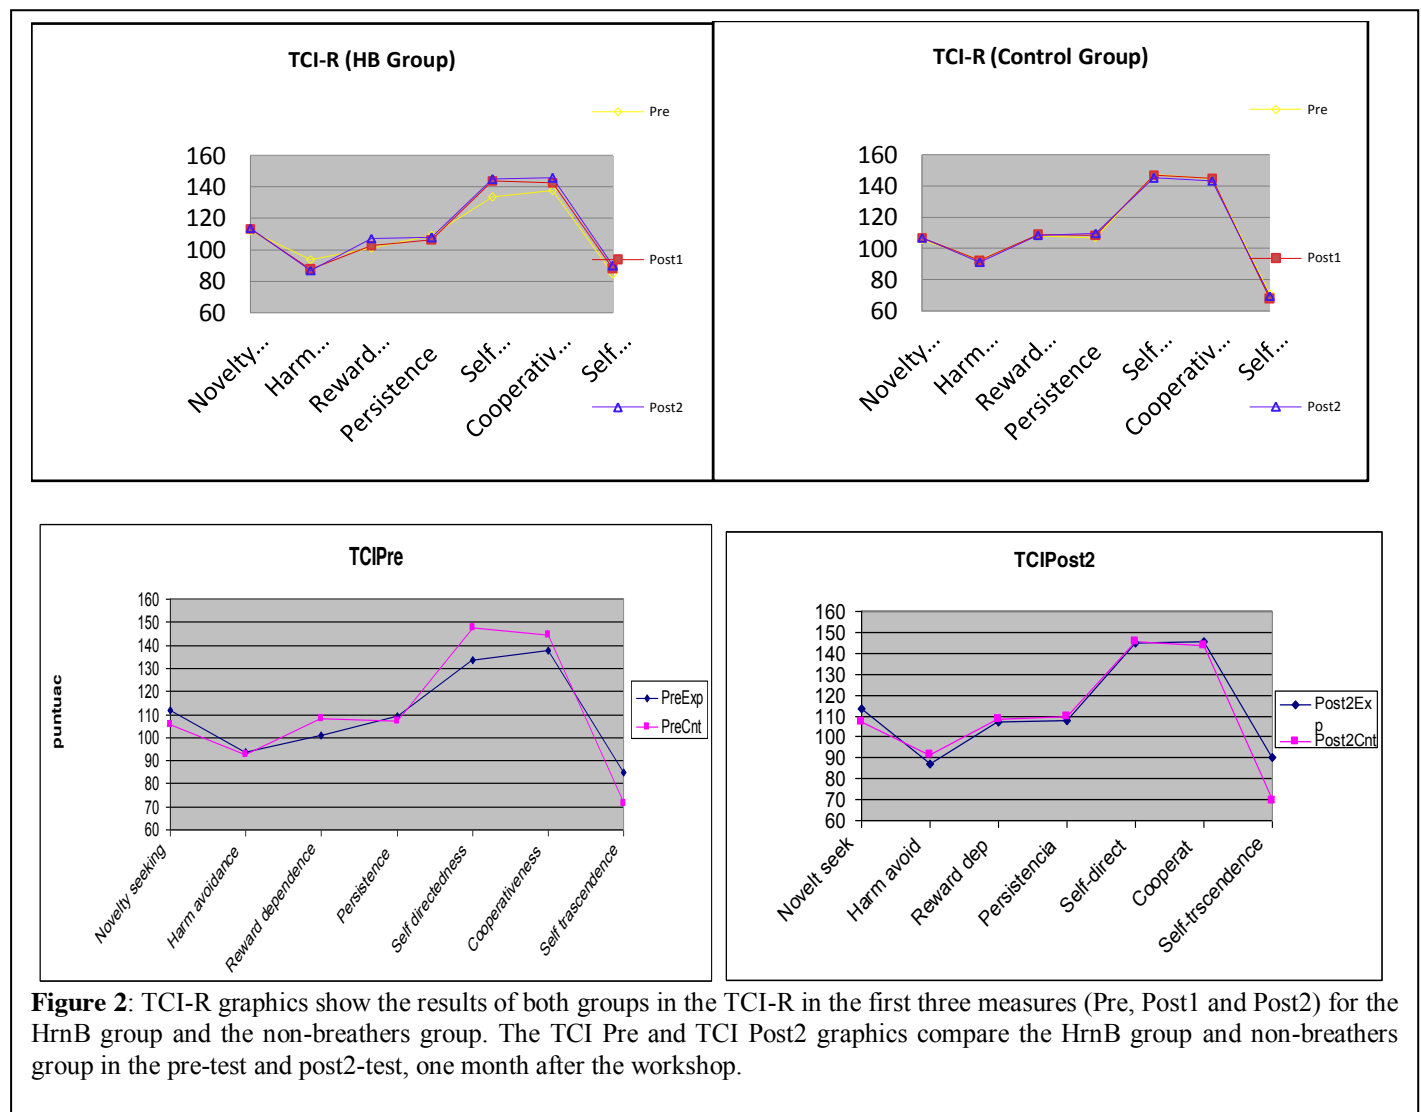 TCI-R (HB Group)
Pre
160
140
120
100
80
60
Post1
Novelty...
Harm...
Reward...
Persistence
Self...
Cooperativ...
Self...
Post2
TCI-R (Control Group)
Pre
160
140
120
100
80
60
Post1
Novelty...
Harm...
Reward...
Persistence
Self...
Cooperativ...
Self...
Post2
TCIPre
puntuac
160
150
140
130
120
110
100
90
80
70
60
PreExp
PreCnt
Novelty seeking
Harm avoidance
Reward dependence
Persistence
Self directedness
Cooperativeness
Self trascendence
TCIPost2
160
150
140
130
120
110
100
90
80
70
60
Post2Ex
p
Post2Cnt
Novelt seek
Harm avoid
Reward dep
Persistencia
Self-direct
Cooperat
Self-trscendence
Figure 2: TCI-R graphics show the results of both groups in the TCI-R in the first three measures (Pre, Post1 and Post2) for the
HrnB group and the non-breathers group. The TCI Pre and TCI Post2 graphics compare the HrnB group and non-breathers
group in the pre-test and post2-test, one month after the workshop.